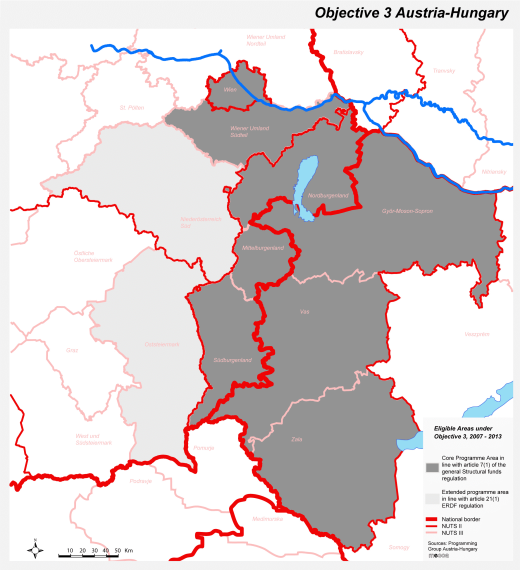 Objective 3 Austria-Hungary
Wiener Umland
Nordteil
Bratislavský
Trnavský
Wien
St. Pölten
Wiener Umland
Südteil
Nitriansky
Nordburgenland
Győr-Moson-Sopron
Niederösterreich
Süd
Mittelburgenland
Östliche
Obersteiermark
Vas
Veszprém
Graz
Oststeiermark
Südburgenland
Eligible Areas under
Objective 3, 2007 - 2013
West und
Südsteiermark
Zala
Core Programme Area in
line with article 7(1) of the
general Structural funds
regulation
Extended programme area
in line with article 21(1)
ERDF regulation
National border
NUTS II
NUTS III
Sources: Programming
Group Austria-Hungary
Somogy
10 20 30 40 50 Km